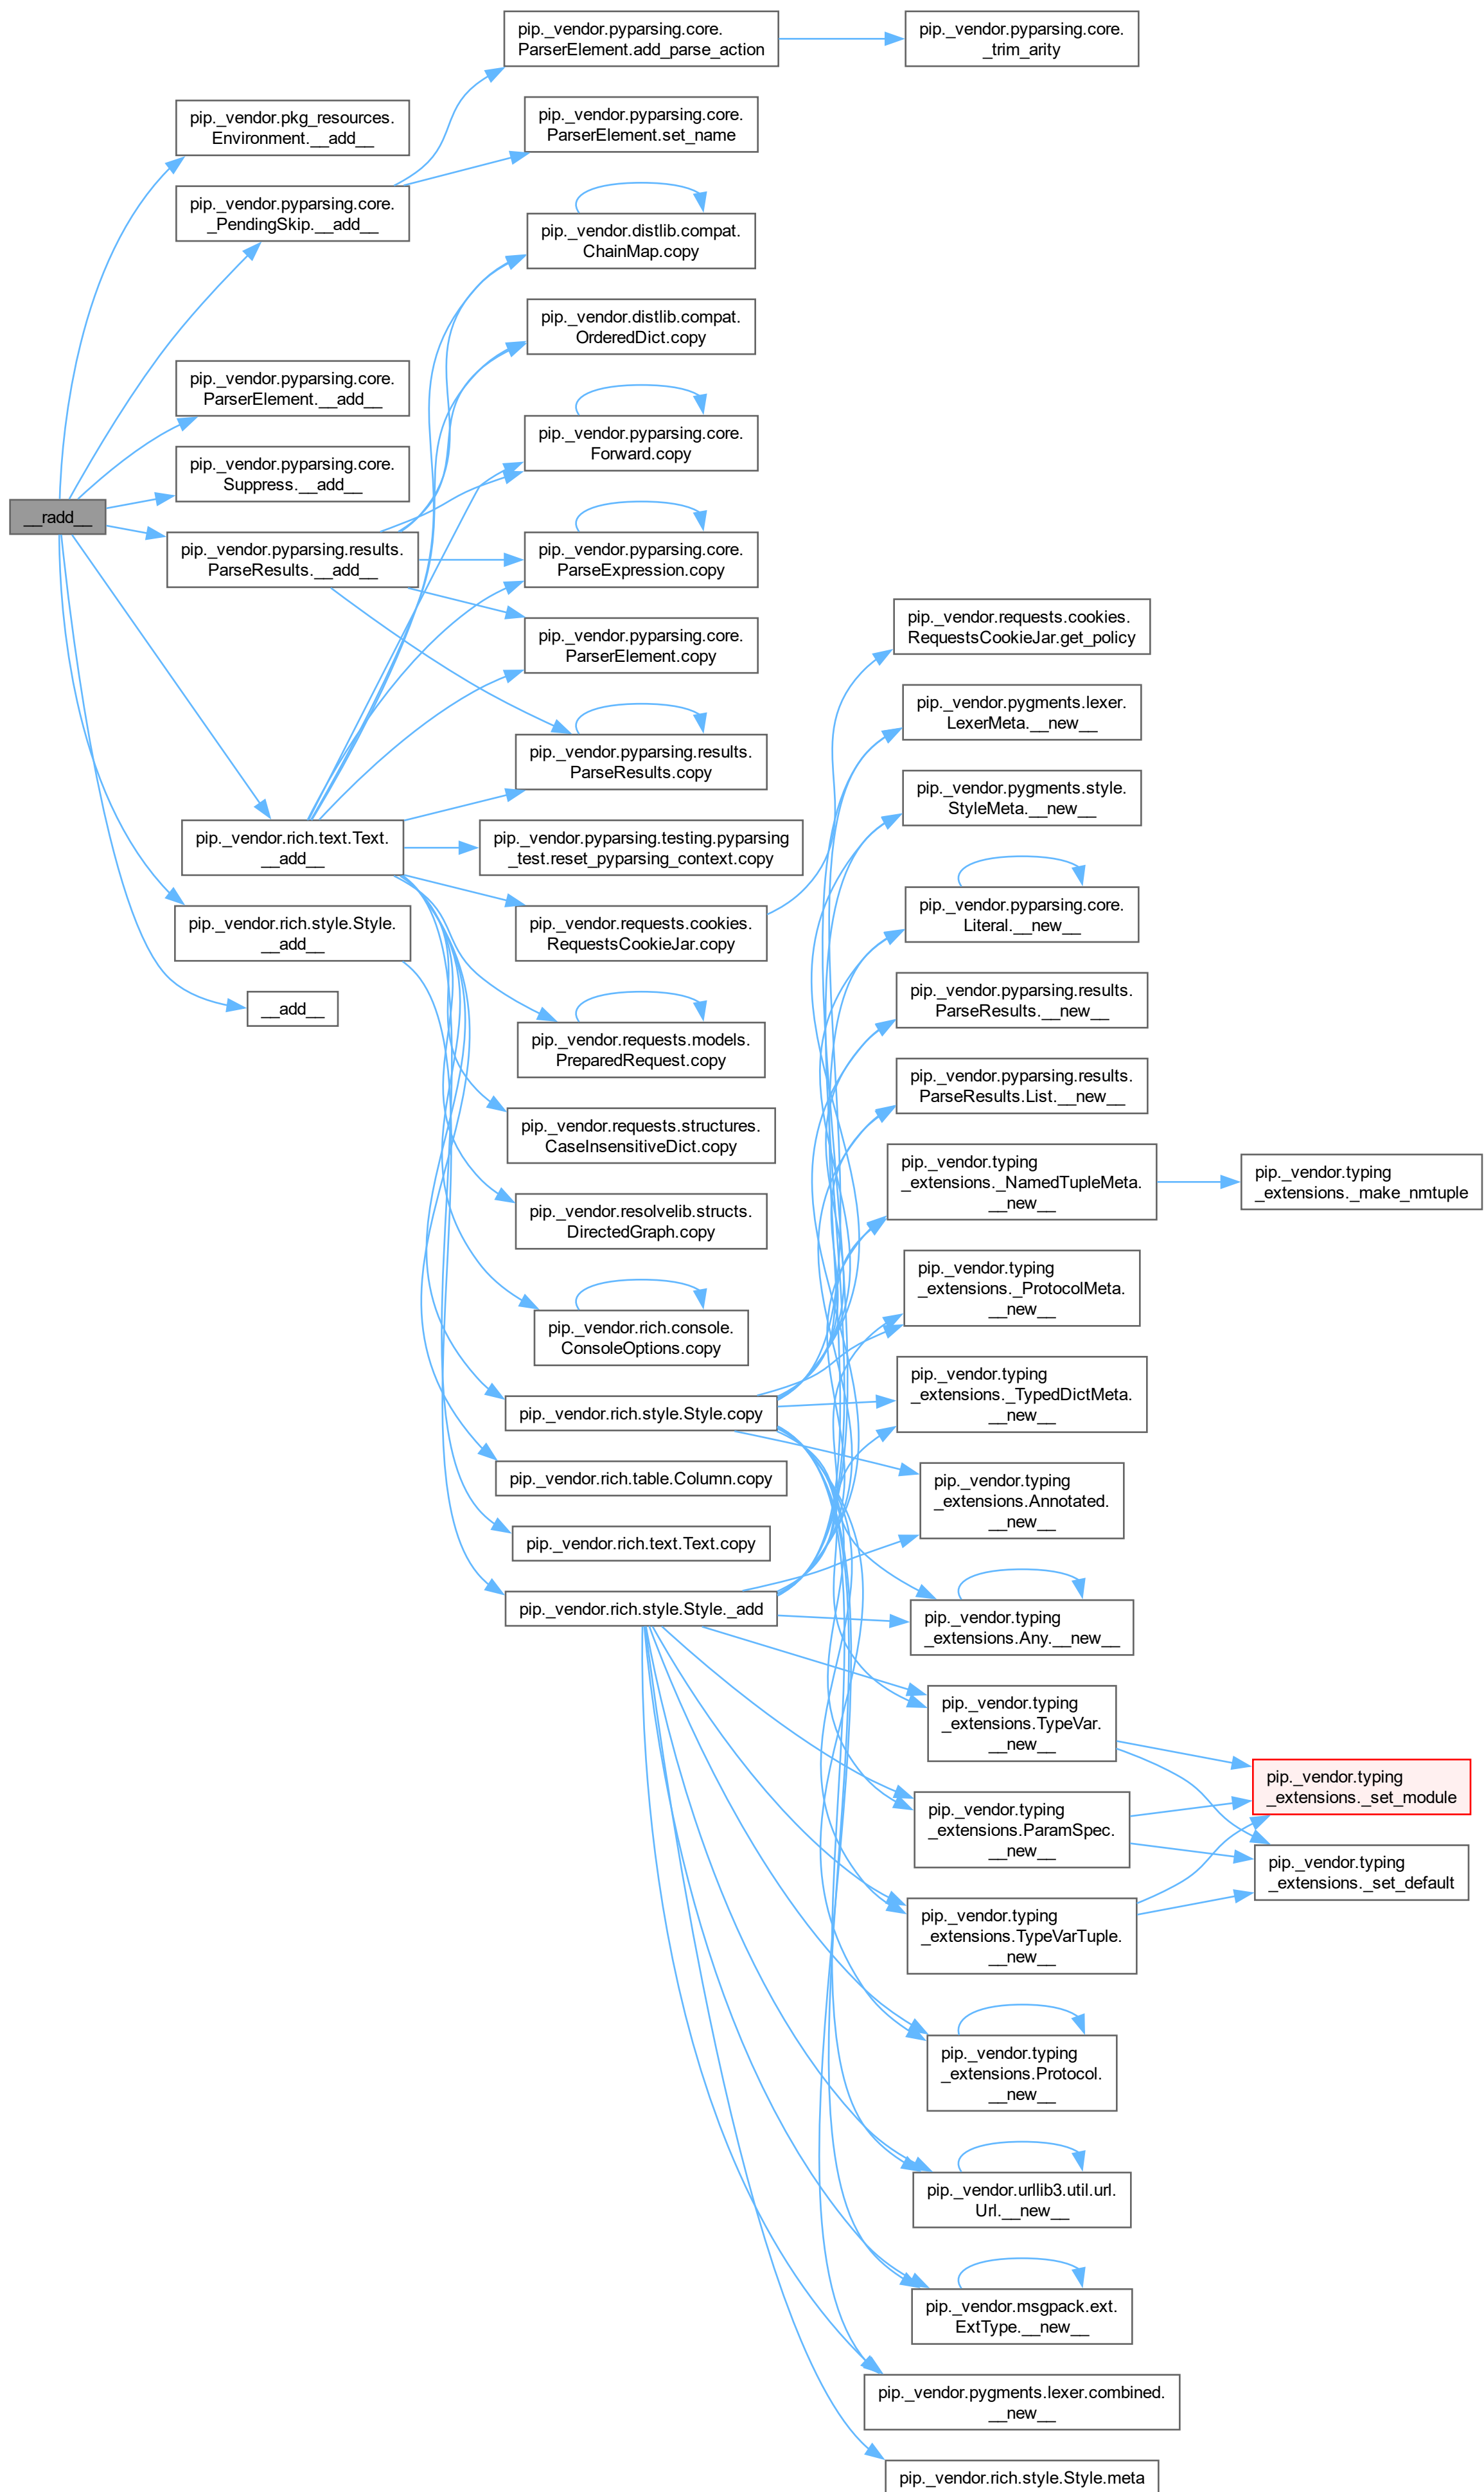 __radd__
pip._vendor.pkg_resources.
Environment.__add__
pip._vendor.pyparsing.core.
_PendingSkip.__add__
pip._vendor.pyparsing.core.
ParserElement.__add__
pip._vendor.pyparsing.core.
Suppress.__add__
pip._vendor.pyparsing.results.
ParseResults.__add__
pip._vendor.rich.text.Text.
__add__
pip._vendor.rich.style.Style.
__add__
__add__
pip._vendor.pyparsing.core.
ParserElement.add_parse_action
pip._vendor.pyparsing.core.
ParserElement.set_name
pip._vendor.distlib.compat.
ChainMap.copy
pip._vendor.distlib.compat.
OrderedDict.copy
pip._vendor.pyparsing.core.
Forward.copy
pip._vendor.pyparsing.core.
ParseExpression.copy
pip._vendor.pyparsing.core.
ParserElement.copy
pip._vendor.pyparsing.results.
ParseResults.copy
pip._vendor.pyparsing.testing.pyparsing
_test.reset_pyparsing_context.copy
pip._vendor.requests.cookies.
RequestsCookieJar.copy
pip._vendor.requests.models.
PreparedRequest.copy
pip._vendor.requests.structures.
CaseInsensitiveDict.copy
pip._vendor.resolvelib.structs.
DirectedGraph.copy
pip._vendor.rich.console.
ConsoleOptions.copy
pip._vendor.rich.style.Style.copy
pip._vendor.rich.table.Column.copy
pip._vendor.rich.text.Text.copy
pip._vendor.rich.style.Style._add
pip._vendor.pyparsing.core.
_trim_arity
pip._vendor.requests.cookies.
RequestsCookieJar.get_policy
pip._vendor.pygments.lexer.
LexerMeta.__new__
pip._vendor.pygments.style.
StyleMeta.__new__
pip._vendor.pyparsing.core.
Literal.__new__
pip._vendor.pyparsing.results.
ParseResults.__new__
pip._vendor.pyparsing.results.
ParseResults.List.__new__
pip._vendor.typing
_extensions._NamedTupleMeta.
__new__
pip._vendor.typing
_extensions._ProtocolMeta.
__new__
pip._vendor.typing
_extensions._TypedDictMeta.
__new__
pip._vendor.typing
_extensions.Annotated.
__new__
pip._vendor.typing
_extensions.Any.__new__
pip._vendor.typing
_extensions.TypeVar.
__new__
pip._vendor.typing
_extensions.ParamSpec.
__new__
pip._vendor.typing
_extensions.TypeVarTuple.
__new__
pip._vendor.typing
_extensions.Protocol.
__new__
pip._vendor.urllib3.util.url.
Url.__new__
pip._vendor.msgpack.ext.
ExtType.__new__
pip._vendor.pygments.lexer.combined.
__new__
pip._vendor.rich.style.Style.meta
pip._vendor.typing
_extensions._make_nmtuple
pip._vendor.typing
_extensions._set_module
pip._vendor.typing
_extensions._set_default